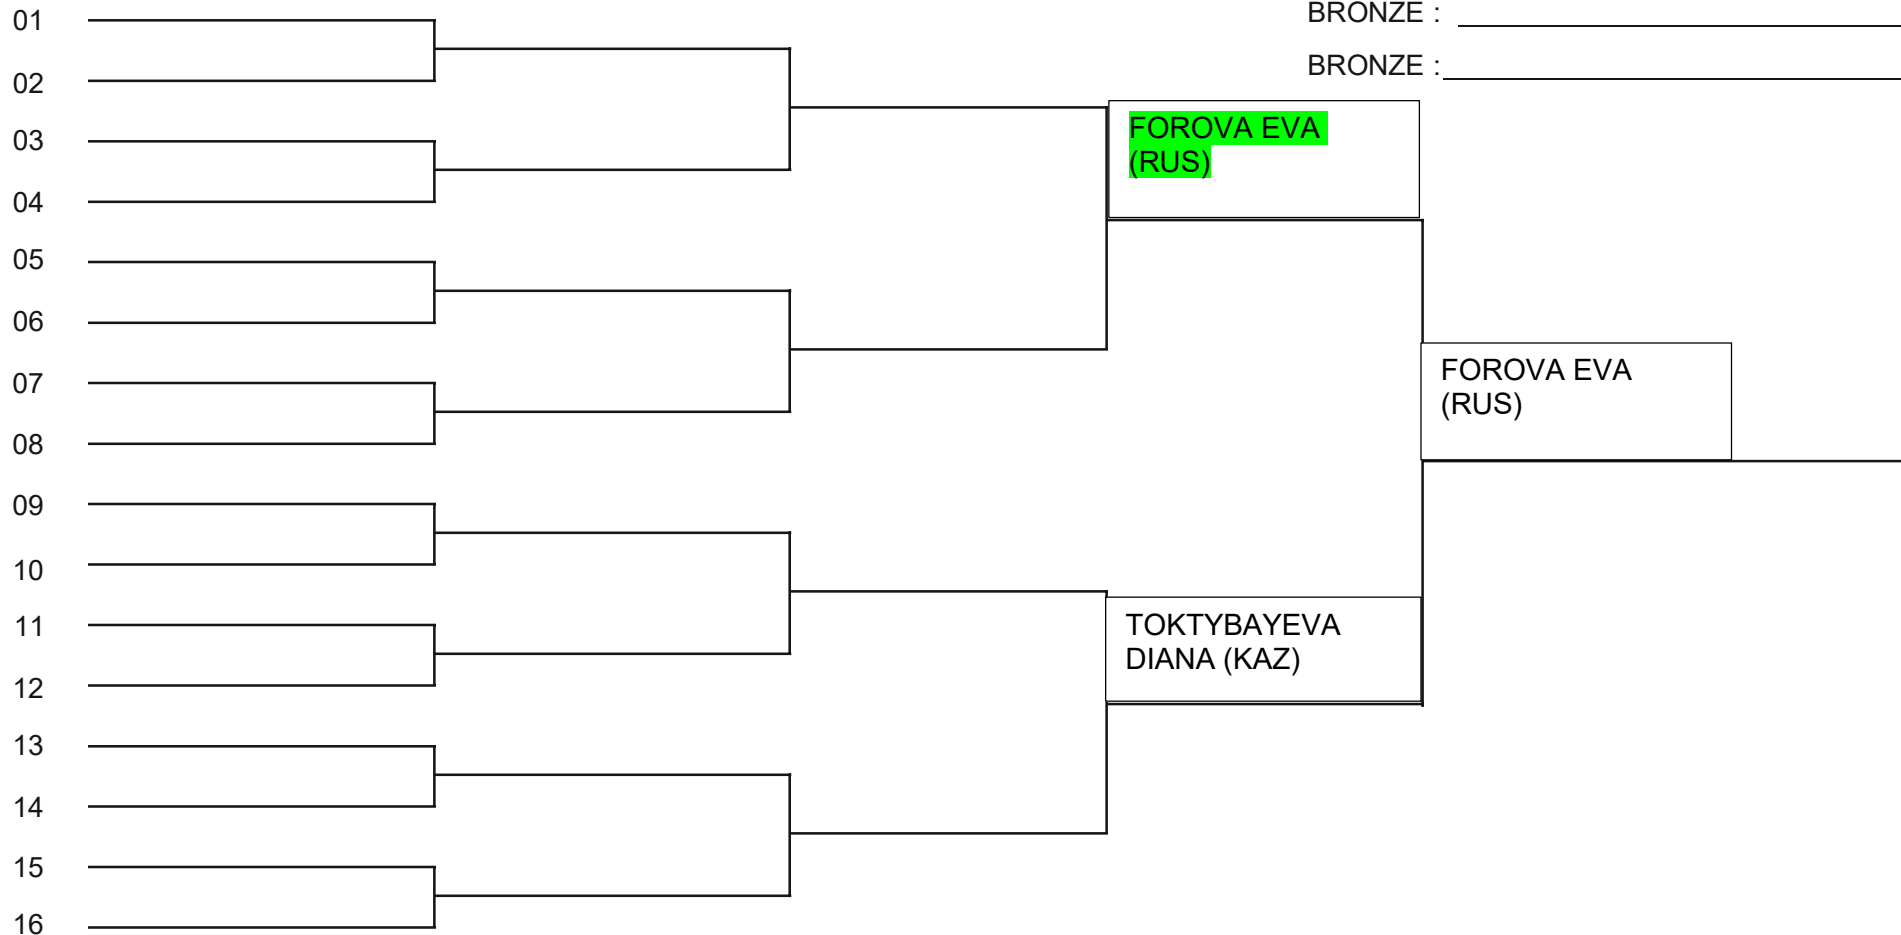 01
02
03
04
05
06
07
08
09
10
11
12
13
14
15
16
BRONZE :
BRONZE :
FOROVA EVA
(RUS)
TOKTYBAYEVA
DIANA (KAZ)
FOROVA EVA
(RUS)